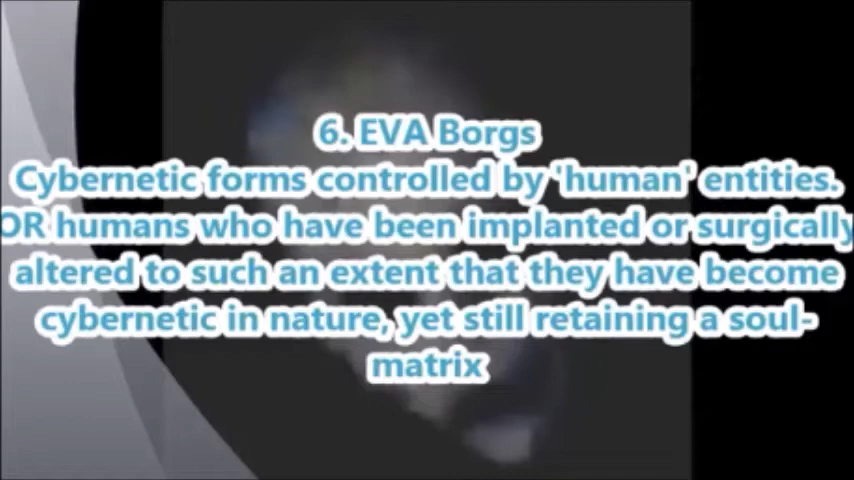 6. EVA Borgs
Cybernetic forms controlled by 'human' entities.
OR humans who have been implanted or surgically
altered to such an extent that they have become
cybernetic in nature, yet still retaining a soul-
matrix